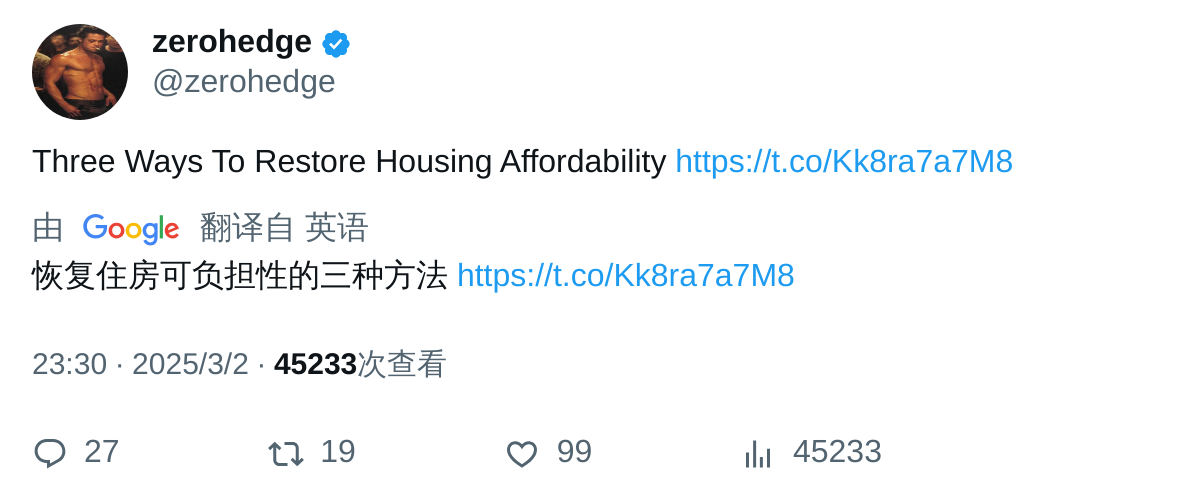 zerohedge
@zerohedge
Three Ways To Restore Housing Affordability https://t.co/Kk8ra7a7M8
由 Google 翻译自 英语
恢复住房可负担性的三种方法 https://t.co/Kk8ra7a7M8
23:30 · 2025/3/2 · 45233次查看
27 19 99 45233